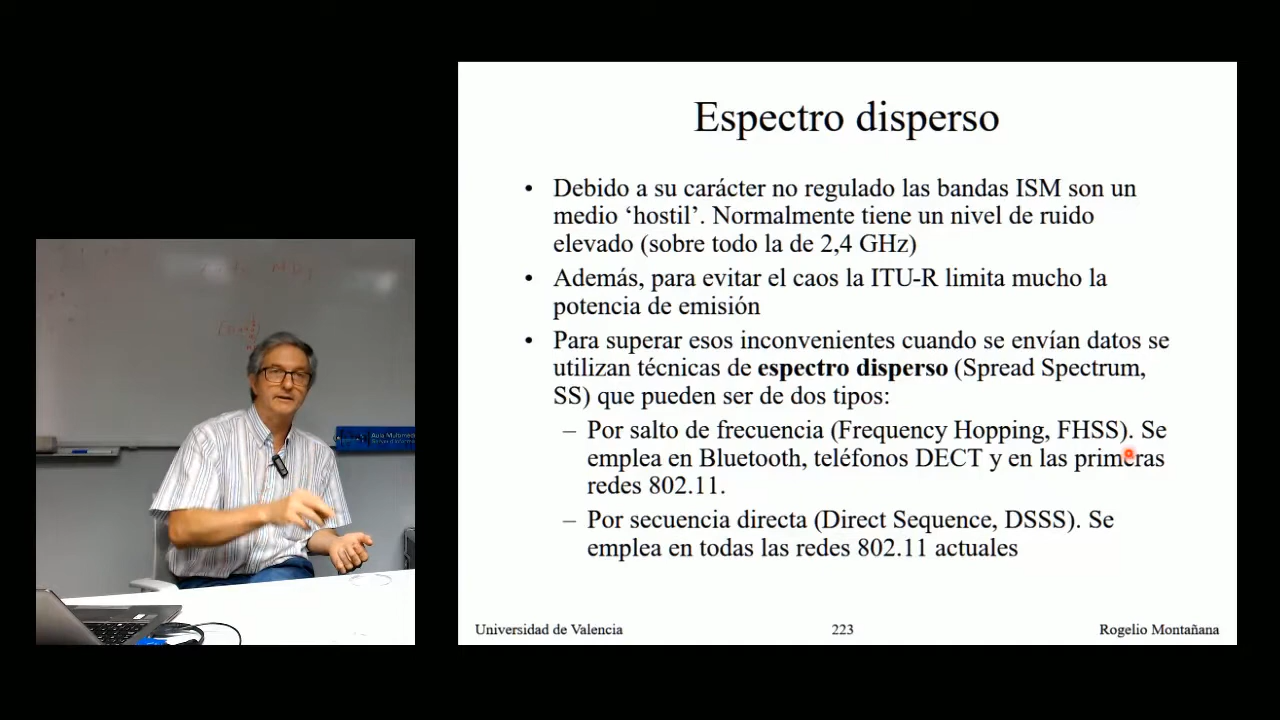 Espectro disperso
• Debido a su carácter no regulado las bandas ISM son un
medio ‘hostil’. Normalmente tiene un nivel de ruido
elevado (sobre todo la de 2,4 GHz)
• Además, para evitar el caos la ITU-R limita mucho la
potencia de emisión
• Para superar esos inconvenientes cuando se envían datos se
utilizan técnicas de espectro disperso (Spread Spectrum,
SS) que pueden ser de dos tipos:
– Por salto de frecuencia (Frequency Hopping, FHSS). Se
emplea en Bluetooth, teléfonos DECT y en las primeras
redes 802.11.
– Por secuencia directa (Direct Sequence, DSSS). Se
emplea en todas las redes 802.11 actuales
Universidad de Valencia
223
Rogelio Montañana
Aula Multimedia